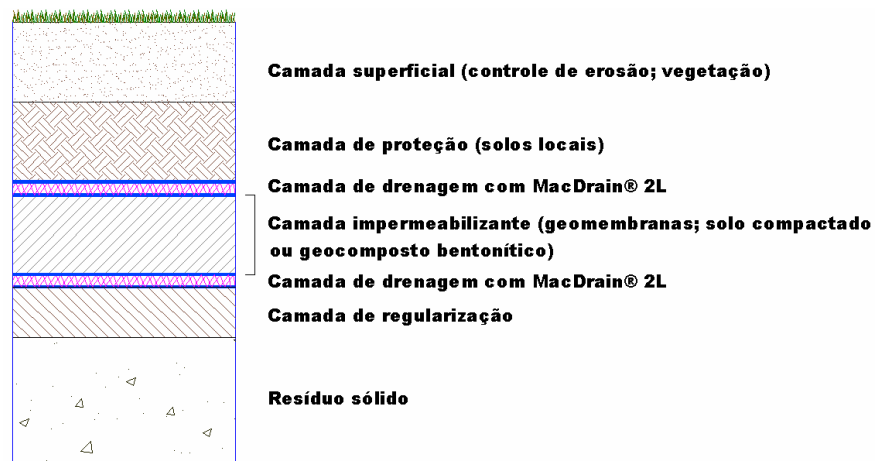 Camada superficial (controle de erosão; vegetação)
Camada de proteção (solos locais)
Camada de drenagem com MacDrain® 2L
Camada impermeabilizante (geomembranas; solo compactado
ou geocomposto bentonítico)
Camada de drenagem com MacDrain® 2L
Camada de regularização
Resíduo sólido